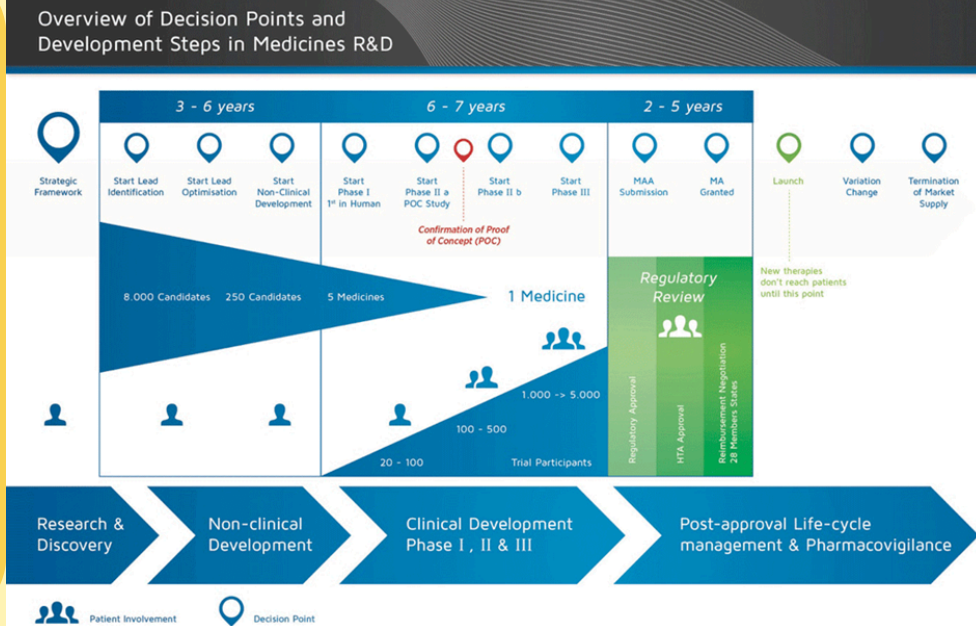 Overview of Decision Points and
Development Steps in Medicines R&D
3 - 6 years
6 - 7 years
2 - 5 years
Strategic
Framework
Start Lead
Identification
Start Lead
Optimisation
Start
Non-Clinical
Development
Start
Phase I
1st in Human
Start
Phase II a
POC Study
Start
Phase II b
Start
Phase III
MAA
Submission
MA
Granted
Launch
Variation
Change
Termination
of Market
Supply
Confirmation of Proof
of Concept (POC)
8.000 Candidates
250 Candidates
5 Medicines
1 Medicine
Regulatory
Review
New therapies
don't reach patients
until this point
20 - 100
100 - 500
1.000 -> 5.000
Trial Participants
Regulatory Approval
HTA Approval
Reimbursement Negotiation
28 Members States
Research &
Discovery
Non-clinical
Development
Clinical Development
Phase I , II & III
Post-approval Life-cycle
management & Pharmacovigilance
Patient Involvement
Decision Point